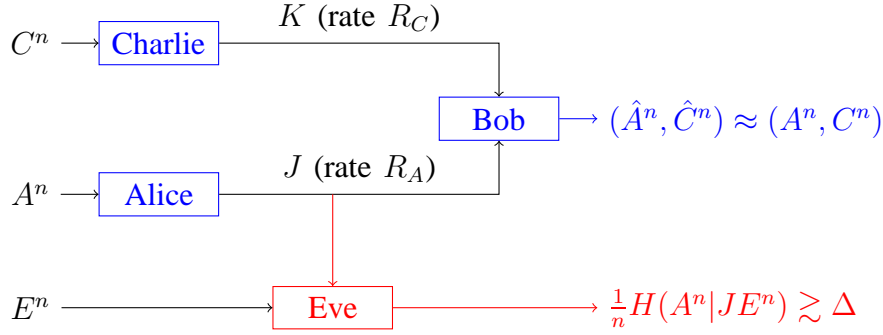 K (rate R_C)
C^n Charlie
Bob (Â^n, Ĉ^n) ≈ (A^n, C^n)
J (rate R_A)
A^n Alice
E^n Eve 1/n H(A^n|JE^n) ≳ Δ